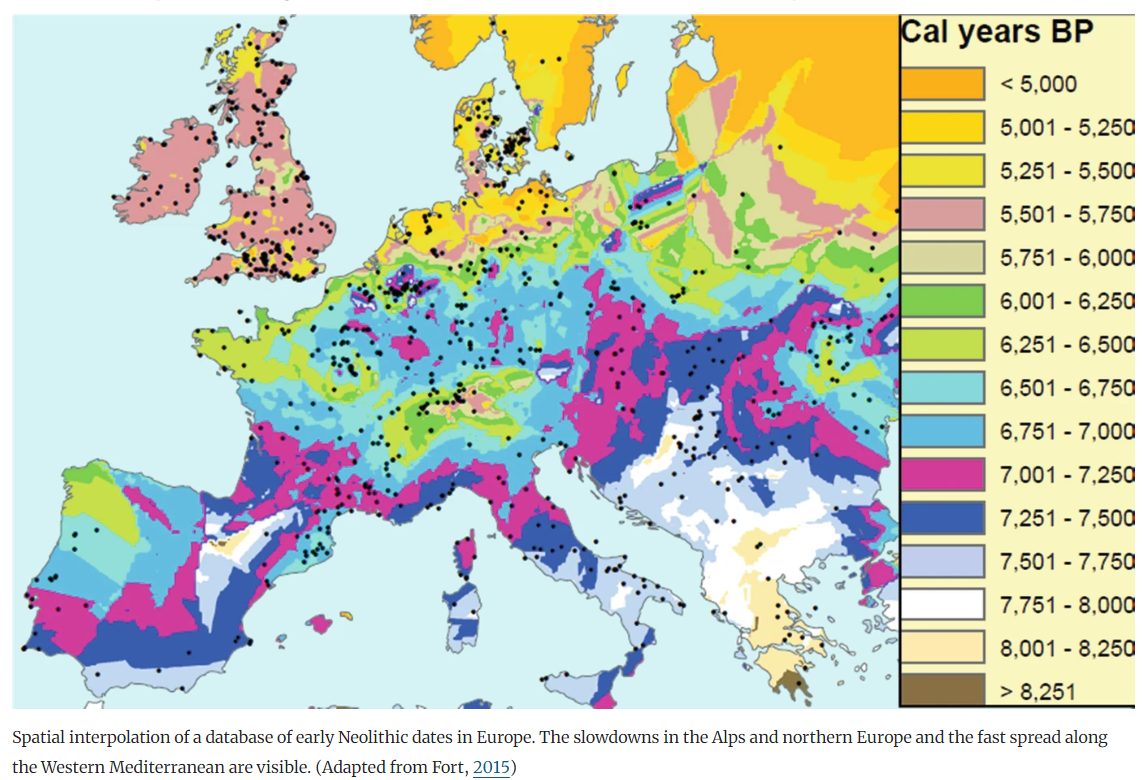 Cal years BP
< 5,000
5,001 - 5,250
5,251 - 5,500
5,501 - 5,750
5,751 - 6,000
6,001 - 6,250
6,251 - 6,500
6,501 - 6,750
6,751 - 7,000
7,001 - 7,250
7,251 - 7,500
7,501 - 7,750
7,751 - 8,000
8,001 - 8,250
> 8,251
Spatial interpolation of a database of early Neolithic dates in Europe. The slowdowns in the Alps and northern Europe and the fast spread along
the Western Mediterranean are visible. (Adapted from Fort, 2015)